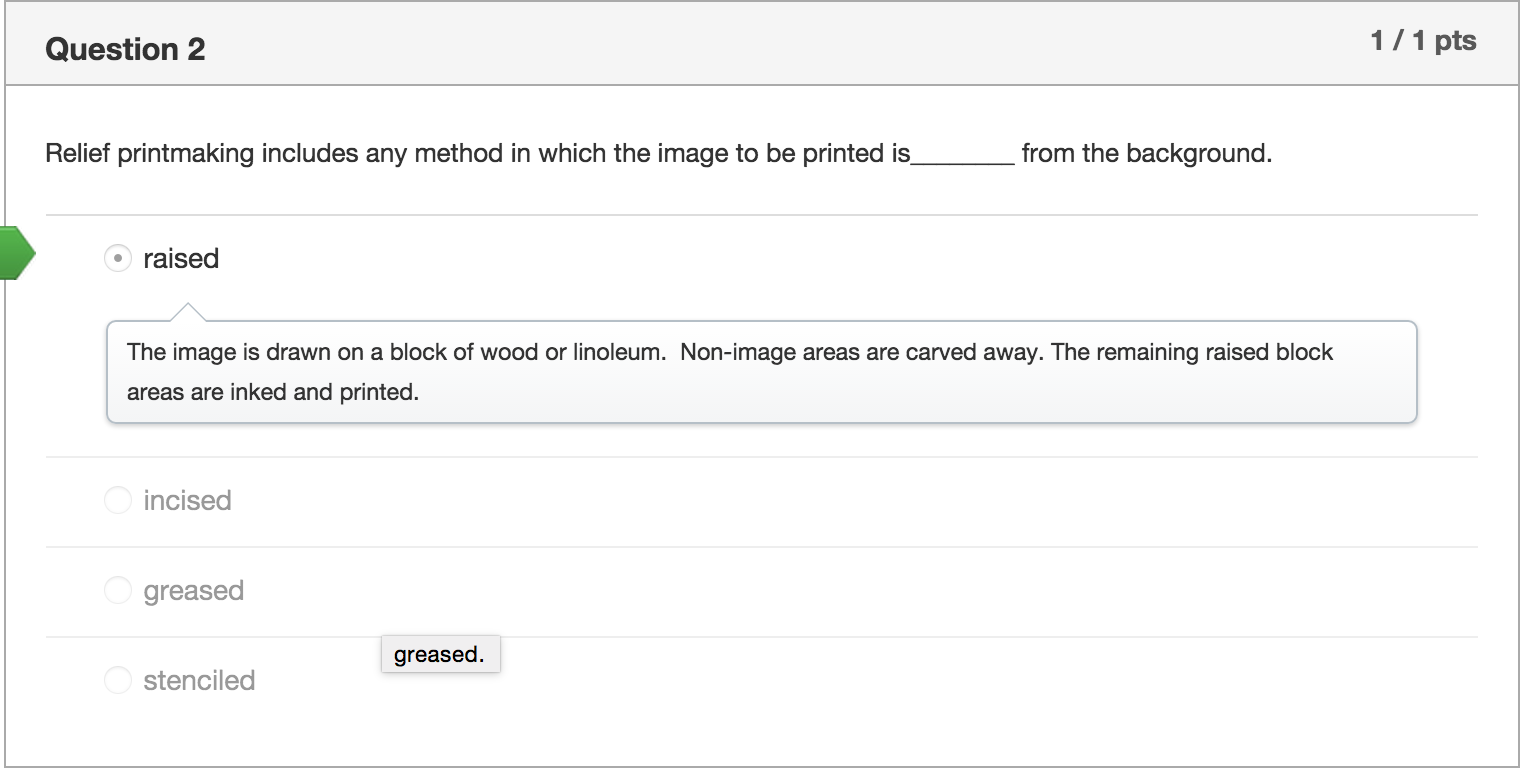 Question 2
1 / 1 pts
Relief printmaking includes any method in which the image to be printed is________ from the background.
raised
The image is drawn on a block of wood or linoleum.  Non-image areas are carved away. The remaining raised block
areas are inked and printed.
incised
greased
greased.
stenciled